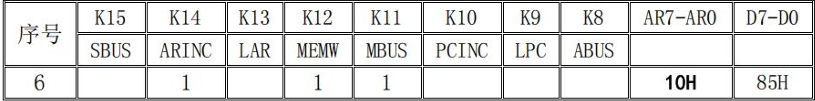 序号 K15 K14 K13 K12 K11 K10 K9 K8 AR7-AR0 D7-D0
SBUS ARINC LAR MEMW MBUS PCINC LPC ABUS
6 1 1 1 10H 85H